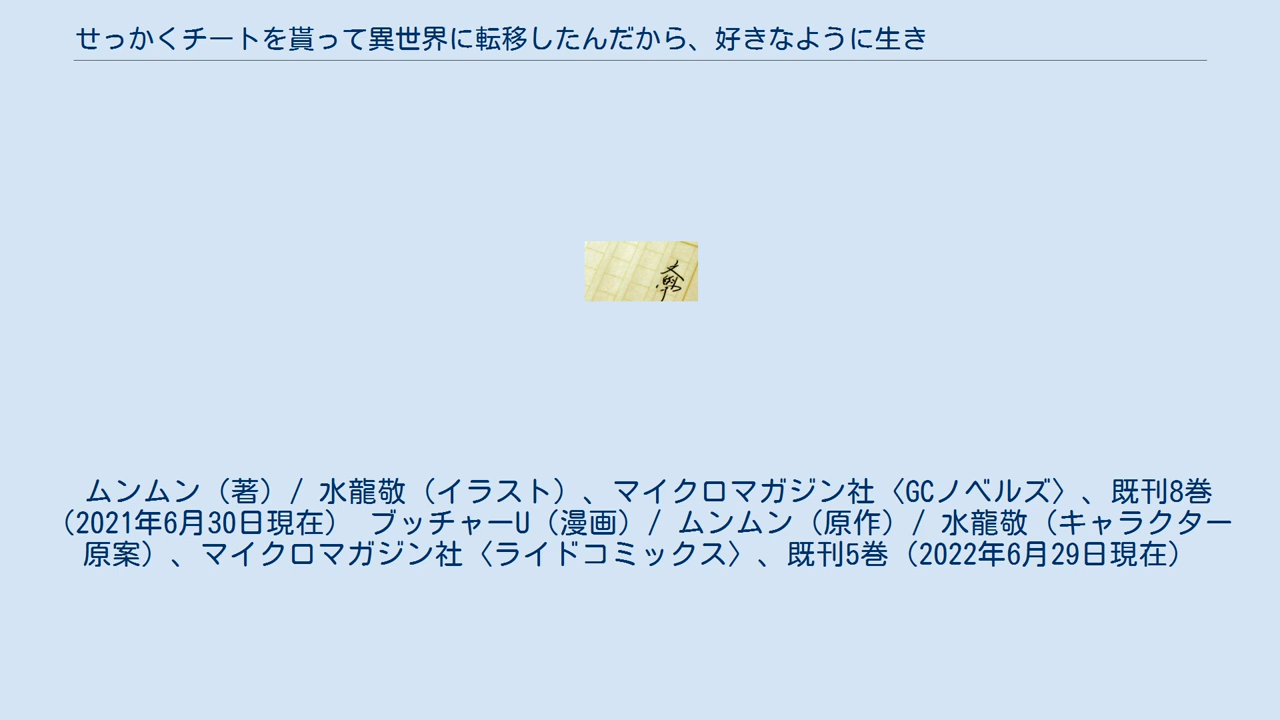 せっかくチートを貰って異世界に転移したんだから、好きなように生き
ムンムン（著）/ 水龍敬（イラスト）、マイクロマガジン社〈GCノベルズ〉、既刊8巻
（2021年6月30日現在） ブッチャーU（漫画）/ ムンムン（原作）/ 水龍敬（キャラクター
原案）、マイクロマガジン社〈ライドコミックス〉、既刊5巻（2022年6月29日現在）